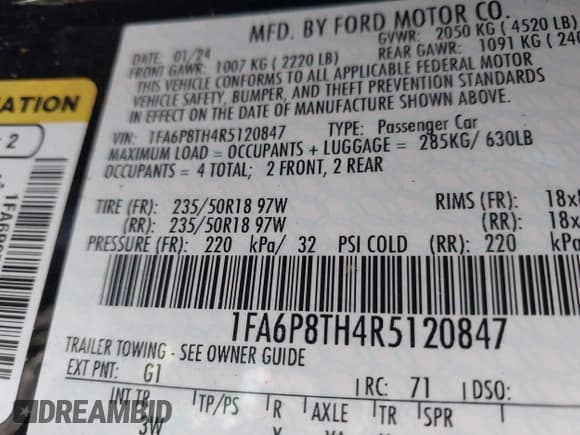 MFD. BY FORD MOTOR CO.
DATE: 01/24 GVWR: 2050 KG ( 4520 LB)
FRONT GAWR: 1007 KG ( 2220 LB) REAR GAWR: 1091 KG (
THIS VEHICLE CONFORMS TO ALL APPLICABLE FEDERAL MOTOR
VEHICLE SAFETY, BUMPER, AND THEFT PREVENTION STANDARDS
IN EFFECT ON THE DATE OF MANUFACTURE SHOWN ABOVE.
VIN: 1FA6P8TH4R5120847 TYPE: Passenger Car
MAXIMUM LOAD = OCCUPANTS + LUGGAGE = 285KG/ 630LB
OCCUPANTS = 4 TOTAL; 2 FRONT, 2 REAR
TIRE (FR): 235/50R18 97W RIMS (FR): 18x
(RR): 235/50R18 97W (RR): 18x
PRESSURE (FR): 220 kPa/ 32 PSI COLD (RR): 220
1FA6P8TH4R5120847
TRAILER TOWING - SEE OWNER GUIDE
EXT PNT: G1 RC: 71 DSO:
INT TR TP/PS R AXLE TR SPR
3W
2
DREAMBID